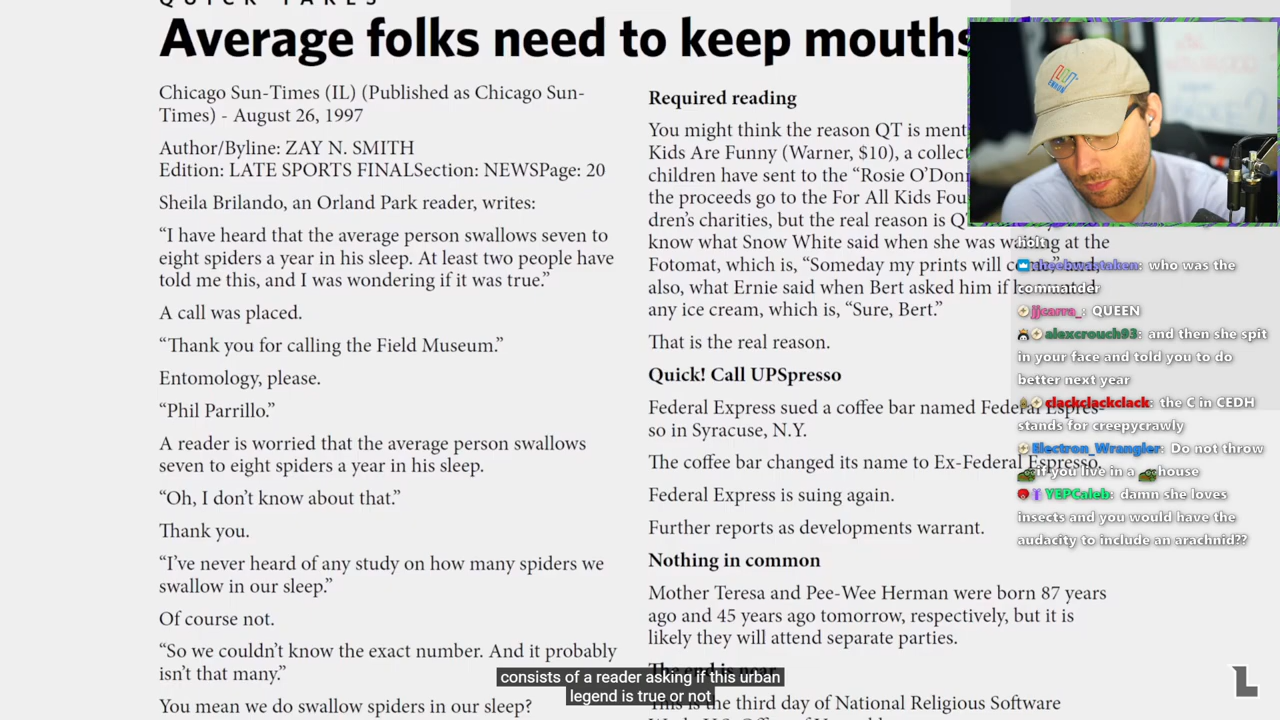 QUICK TAKES
Average folks need to keep mouths
Chicago Sun-Times (IL) (Published as Chicago Sun-
Times) - August 26, 1997
Author/Byline: ZAY N. SMITH
Edition: LATE SPORTS FINALSection: NEWSPage: 20
Sheila Brilando, an Orland Park reader, writes:
“I have heard that the average person swallows seven to
eight spiders a year in his sleep. At least two people have
told me this, and I was wondering if it was true.”
A call was placed.
“Thank you for calling the Field Museum.”
Entomology, please.
“Phil Parrillo.”
A reader is worried that the average person swallows
seven to eight spiders a year in his sleep.
“Oh, I don’t know about that.”
Thank you.
“I’ve never heard of any study on how many spiders we
swallow in our sleep.”
Of course not.
“So we couldn’t know the exact number. And it probably
isn’t that many.”
You mean we do swallow spiders in our sleep?
Required reading
You might think the reason QT is
Kids Are Funny (Warner, $10), a
children have sent to the “Rosie
the proceeds go to the For All Kids
dren’s charities, but the real reason is
know what Snow White said when she was waiting at the
Fotomat, which is, “Someday my prints will
also, what Ernie said when Bert asked him if
any ice cream, which is, “Sure, Bert.”
That is the real reason.
Quick! Call UPSpresso
Federal Express sued a coffee bar named Federal Espres-
so in Syracuse, N.Y.
The coffee bar changed its name to Ex-Federal Espresso.
Federal Express is suing again.
Further reports as developments warrant.
Nothing in common
Mother Teresa and Pee-Wee Herman were born 87 years
ago and 45 years ago tomorrow, respectively, but it is
likely they will attend separate parties.
The end is near
This is the third day of National Religious Software
consists of a reader asking if this urban
legend is true or not
who was the
commander
jjcarra_: QUEEN
alexcrouch93: and then she spit
in your face and told you to do
better next year
clackclackclack: the C in CEDH
stands for creepycrawly
Electron_Wrangler: Do not throw
if you live in a house
YEPCaleb: damn she loves
insects and you would have the
audacity to include an arachnid??
L